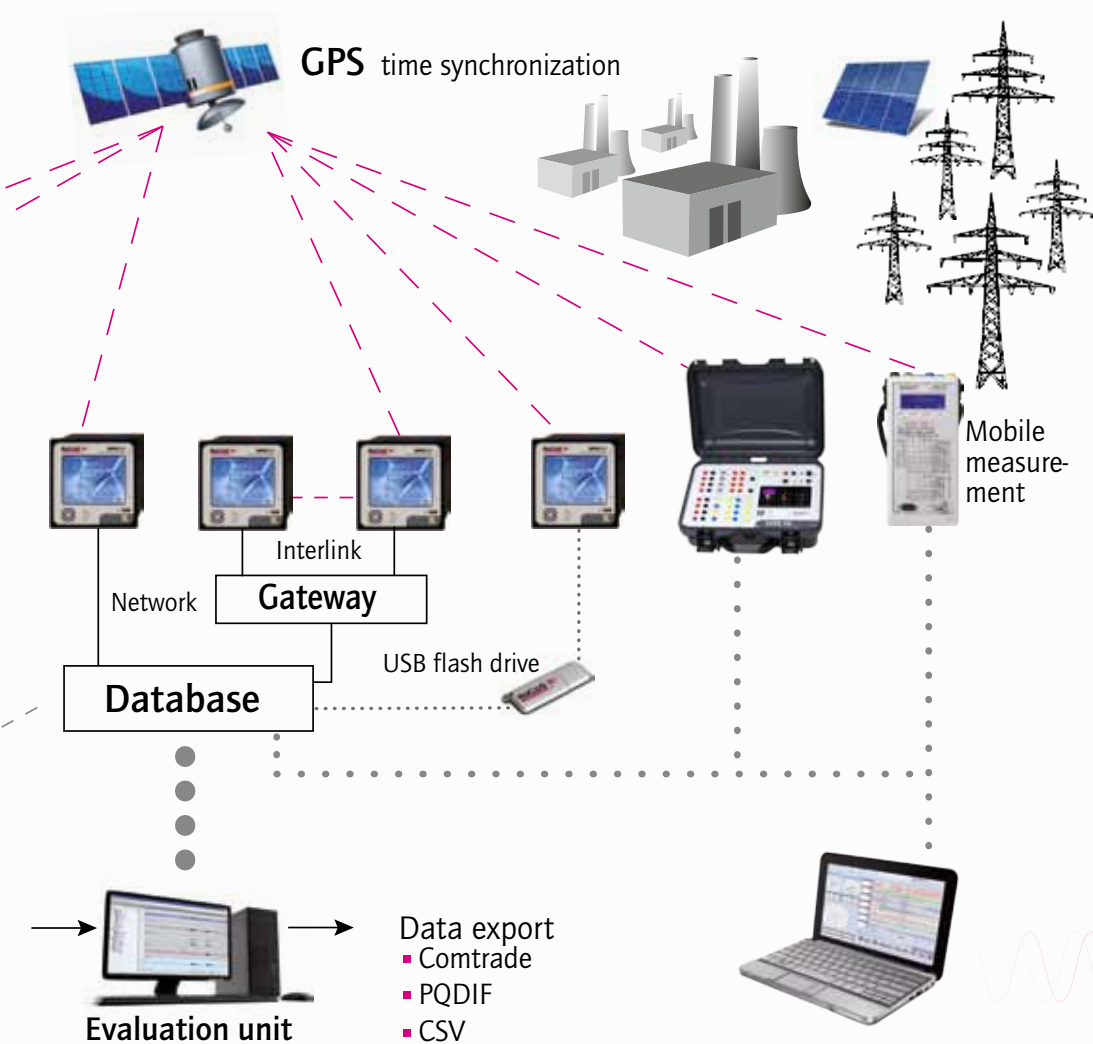 GPS time synchronization
Mobile
measure-
ment
Interlink
Network
Gateway
USB flash drive
Database
Data export
Comtrade
PQDIF
CSV
Evaluation unit